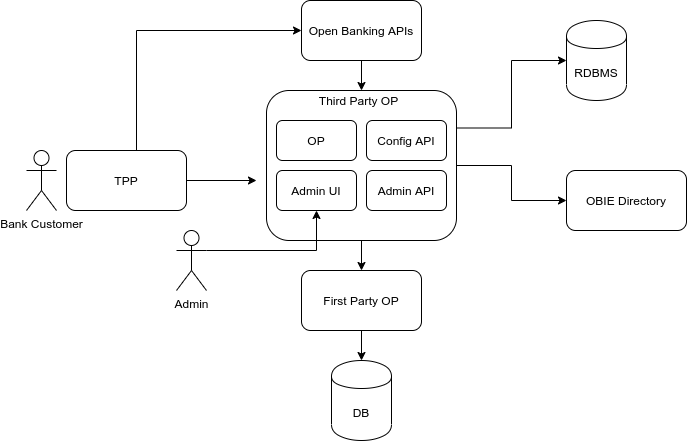 Open Banking APIs
RDBMS
Third Party OP
OP
Config API
TPP
Admin UI
Admin API
OBIE Directory
Bank Customer
Admin
First Party OP
DB